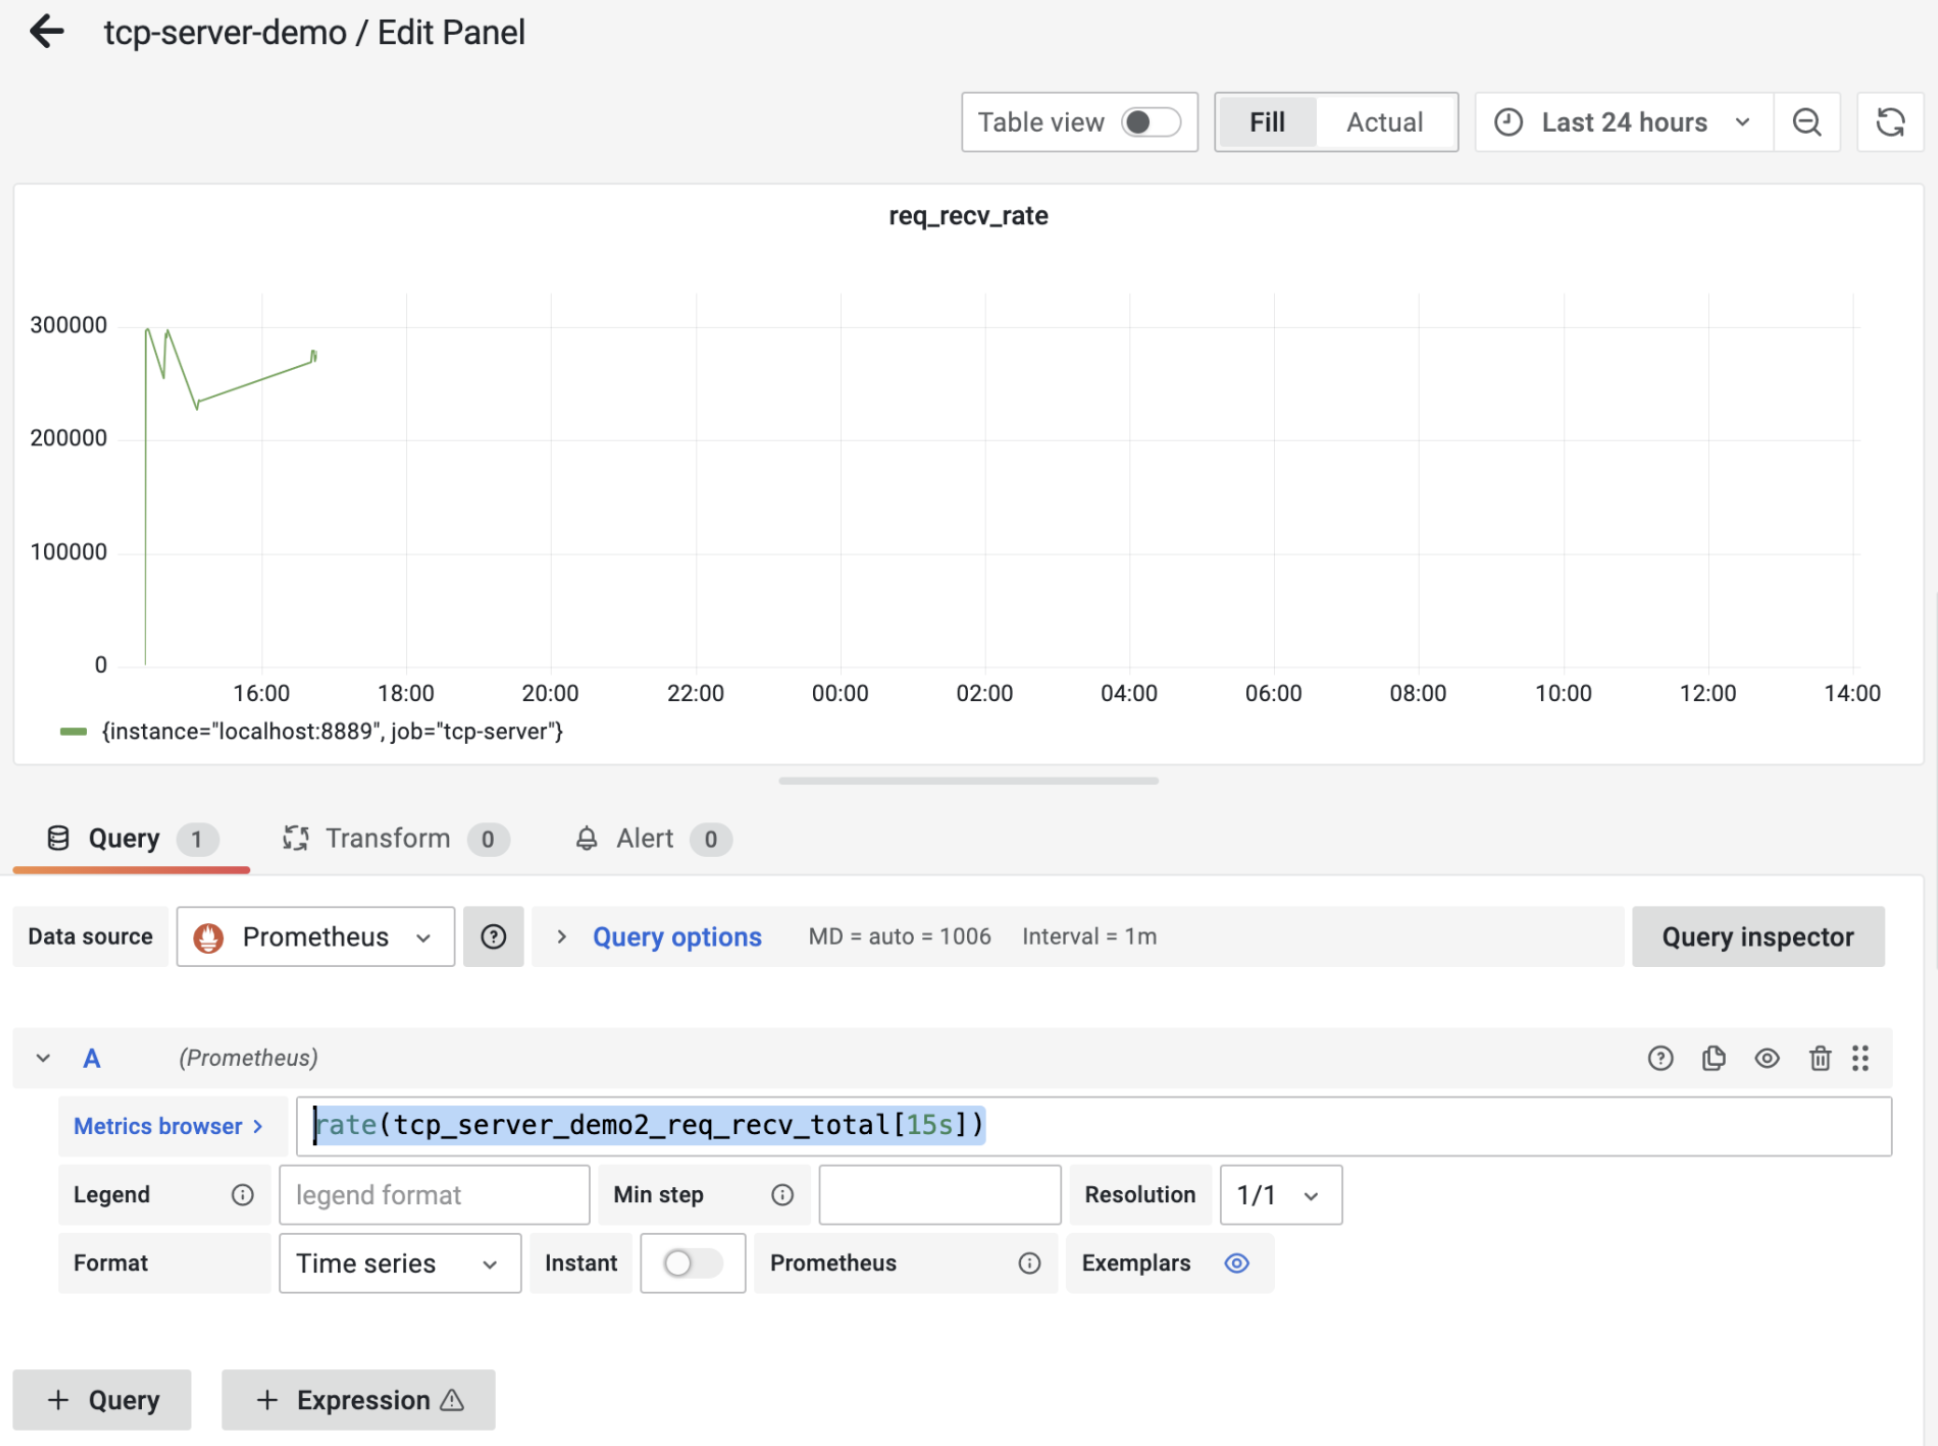 tcp-server-demo / Edit Panel
Table view Fill Actual Last 24 hours
req_recv_rate
300000
200000
100000
0
16:00 18:00 20:00 22:00 00:00 02:00 04:00 06:00 08:00 10:00 12:00 14:00
{instance="localhost:8889", job="tcp-server"}
Query 1 Transform 0 Alert 0
Data source Prometheus Query options MD = auto = 1006 Interval = 1m Query inspector
A (Prometheus)
Metrics browser > rate(tcp_server_demo2_req_recv_total[15s])
Legend legend format Min step Resolution 1/1
Format Time series Instant Prometheus Exemplars
+ Query + Expression